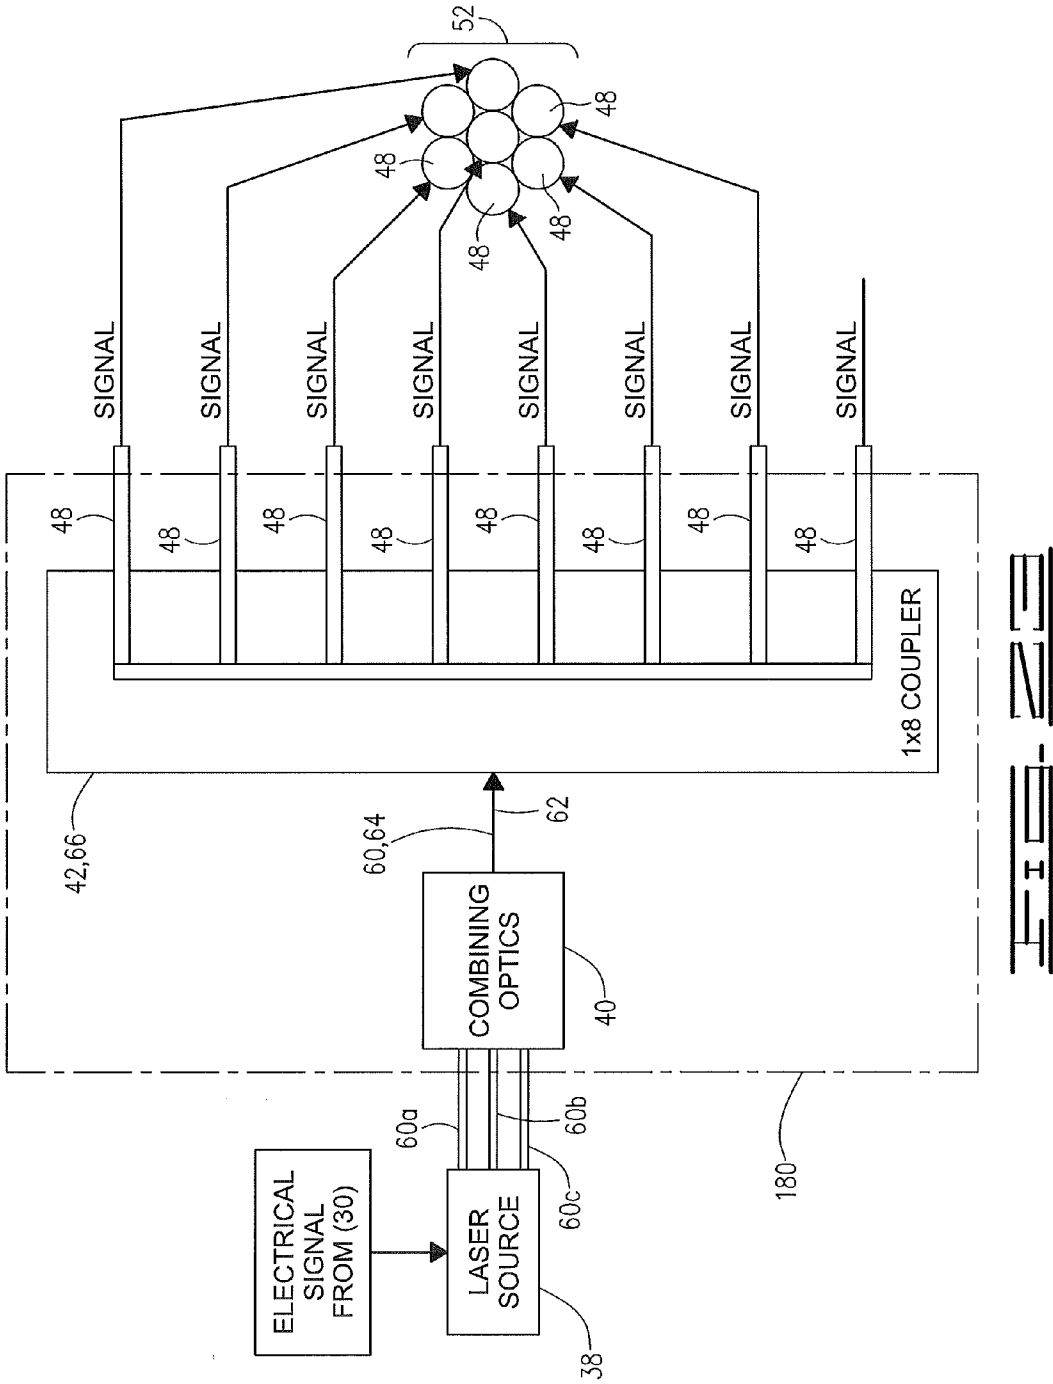 ELECTRICAL
SIGNAL
FROM (30)
LASER
SOURCE
38
60a
60b
60c
COMBINING
OPTICS
40
60,64
62
42,66
1x8 COUPLER
180
48
48
48
48
48
48
48
48
SIGNAL
SIGNAL
SIGNAL
SIGNAL
SIGNAL
SIGNAL
SIGNAL
SIGNAL
48
48
48
48
52
FIG. 23